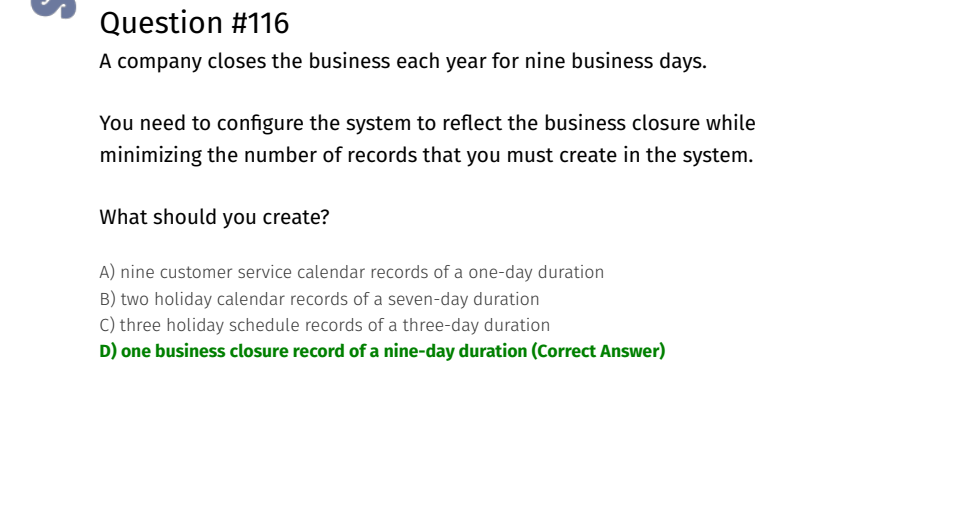 Question #116
A company closes the business each year for nine business days.
You need to configure the system to reflect the business closure while
minimizing the number of records that you must create in the system.
What should you create?
A) nine customer service calendar records of a one-day duration
B) two holiday calendar records of a seven-day duration
C) three holiday schedule records of a three-day duration
D) one business closure record of a nine-day duration (Correct Answer)